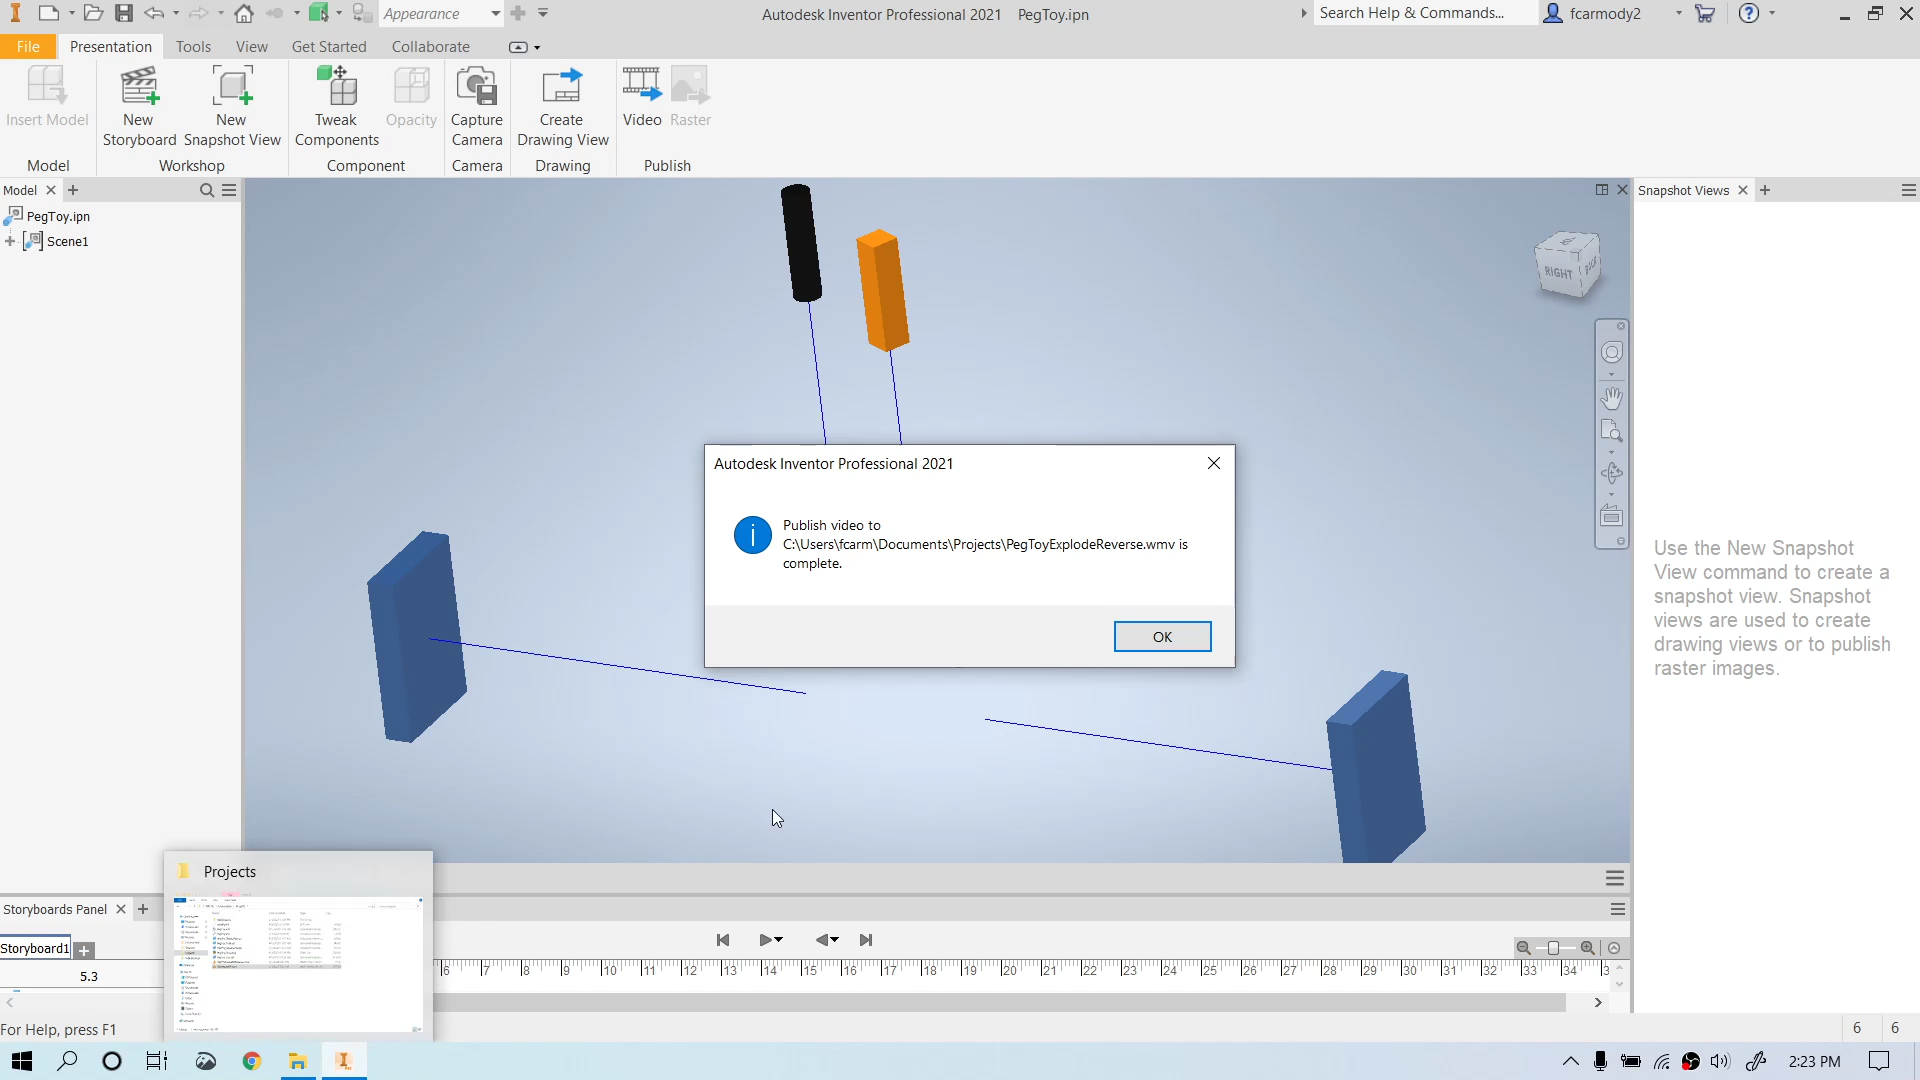 Appearance
Autodesk Inventor Professional 2021 PegToy.ipn
Search Help & Commands...
fcarmody2
File Presentation Tools View Get Started Collaborate
Insert Model
New Storyboard
New Snapshot View
Tweak Components
Opacity
Capture Camera
Create Drawing View
Video
Raster
Model Workshop Component Camera Drawing Publish
Model
PegToy.ipn
Scene1
Snapshot Views
RIGHT
BACK
Autodesk Inventor Professional 2021
Publish video to
C:\Users\fcarm\Documents\Projects\PegToyExplodeReverse.wmv is
complete.
OK
Use the New Snapshot
View command to create a
snapshot view. Snapshot
views are used to create
drawing views or to publish
raster images.
Projects
Storyboards Panel
Storyboard1
5.3
6 7 8 9 10 11 12 13 14 15 16 17 18 19 20 21 22 23 24 25 26 27 28 29 30 31 32 33 34 3
For Help, press F1
6 6
2:23 PM